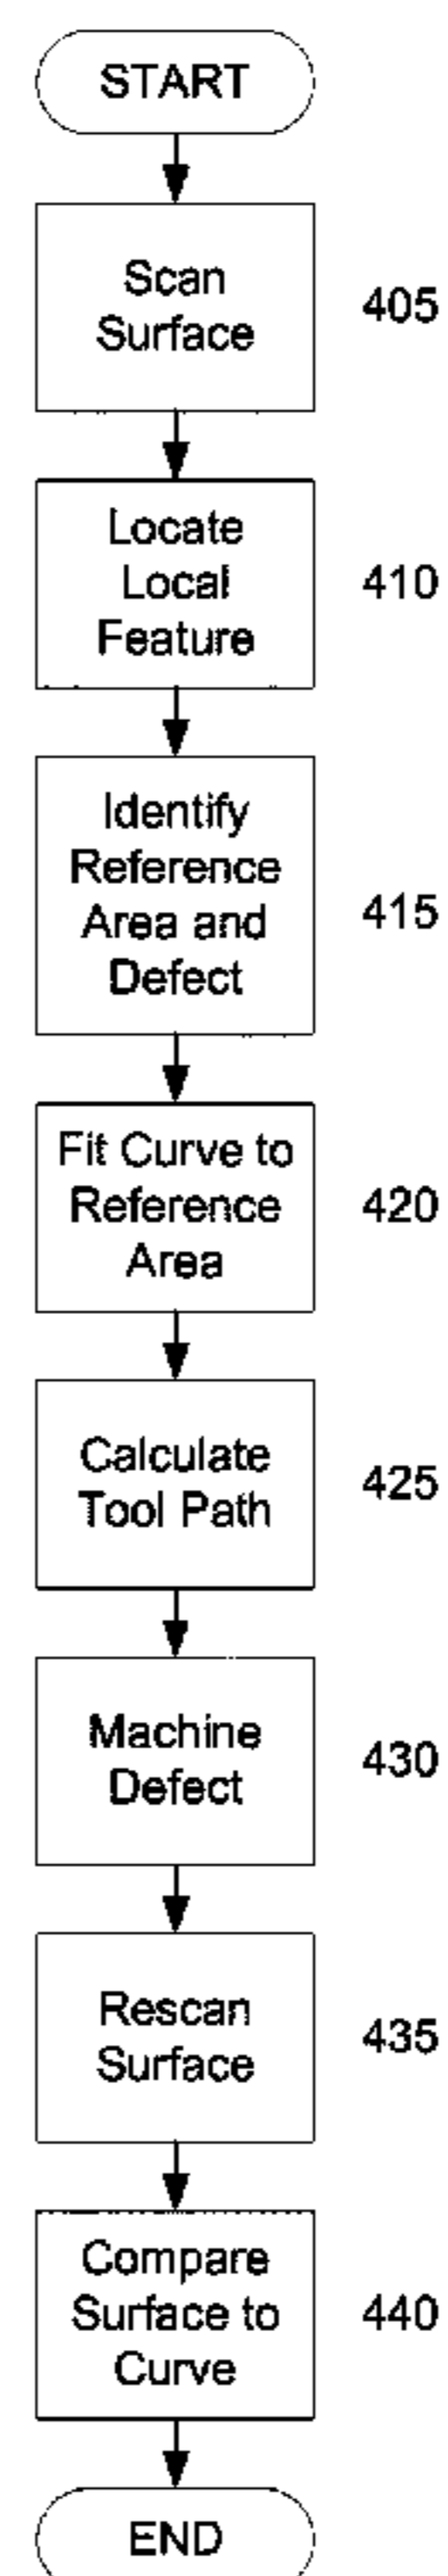 START
Scan
Surface
405
Locate
Local
Feature
410
Identify
Reference
Area and
Defect
415
Fit Curve to
Reference
Area
420
Calculate
Tool Path
425
Machine
Defect
430
Rescan
Surface
435
Compare
Surface to
Curve
440
END